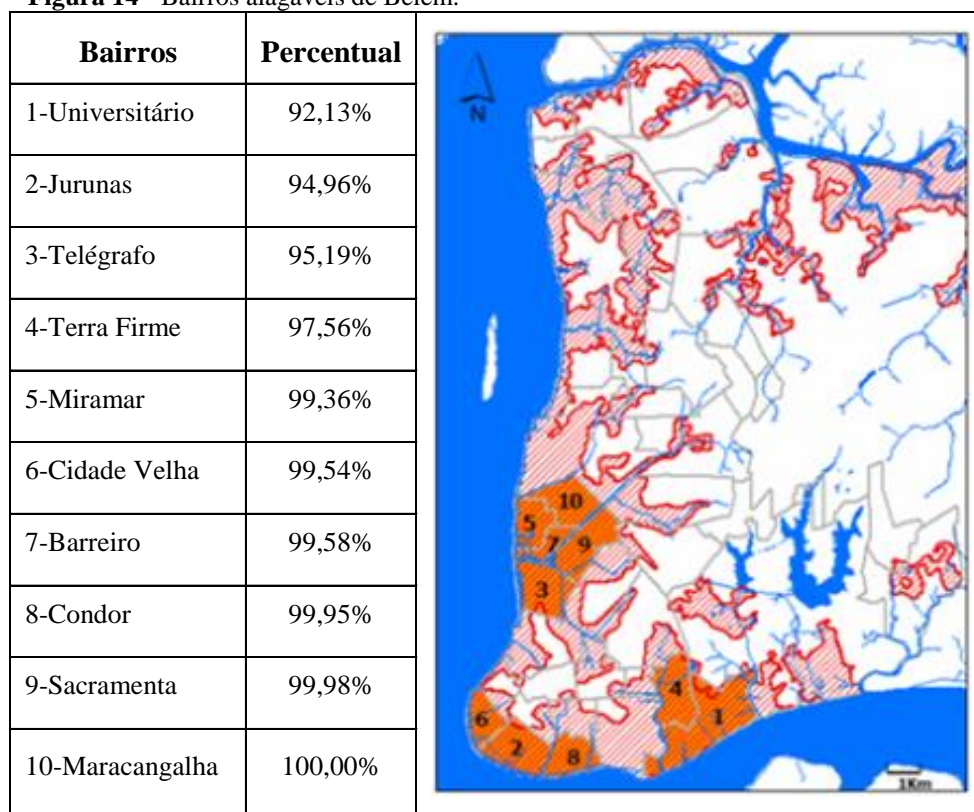 Figura 14 - Bairros alagáveis de Belém.
Bairros Percentual
1-Universitário 92,13%
2-Jurunas 94,96%
3-Telégrafo 95,19%
4-Terra Firme 97,56%
5-Miramar 99,36%
6-Cidade Velha 99,54%
7-Barreiro 99,58%
8-Condor 99,95%
9-Sacramenta 99,98%
10-Maracangalha 100,00%
N
10
5
7 9
3
4
6 1
2 8
1Km